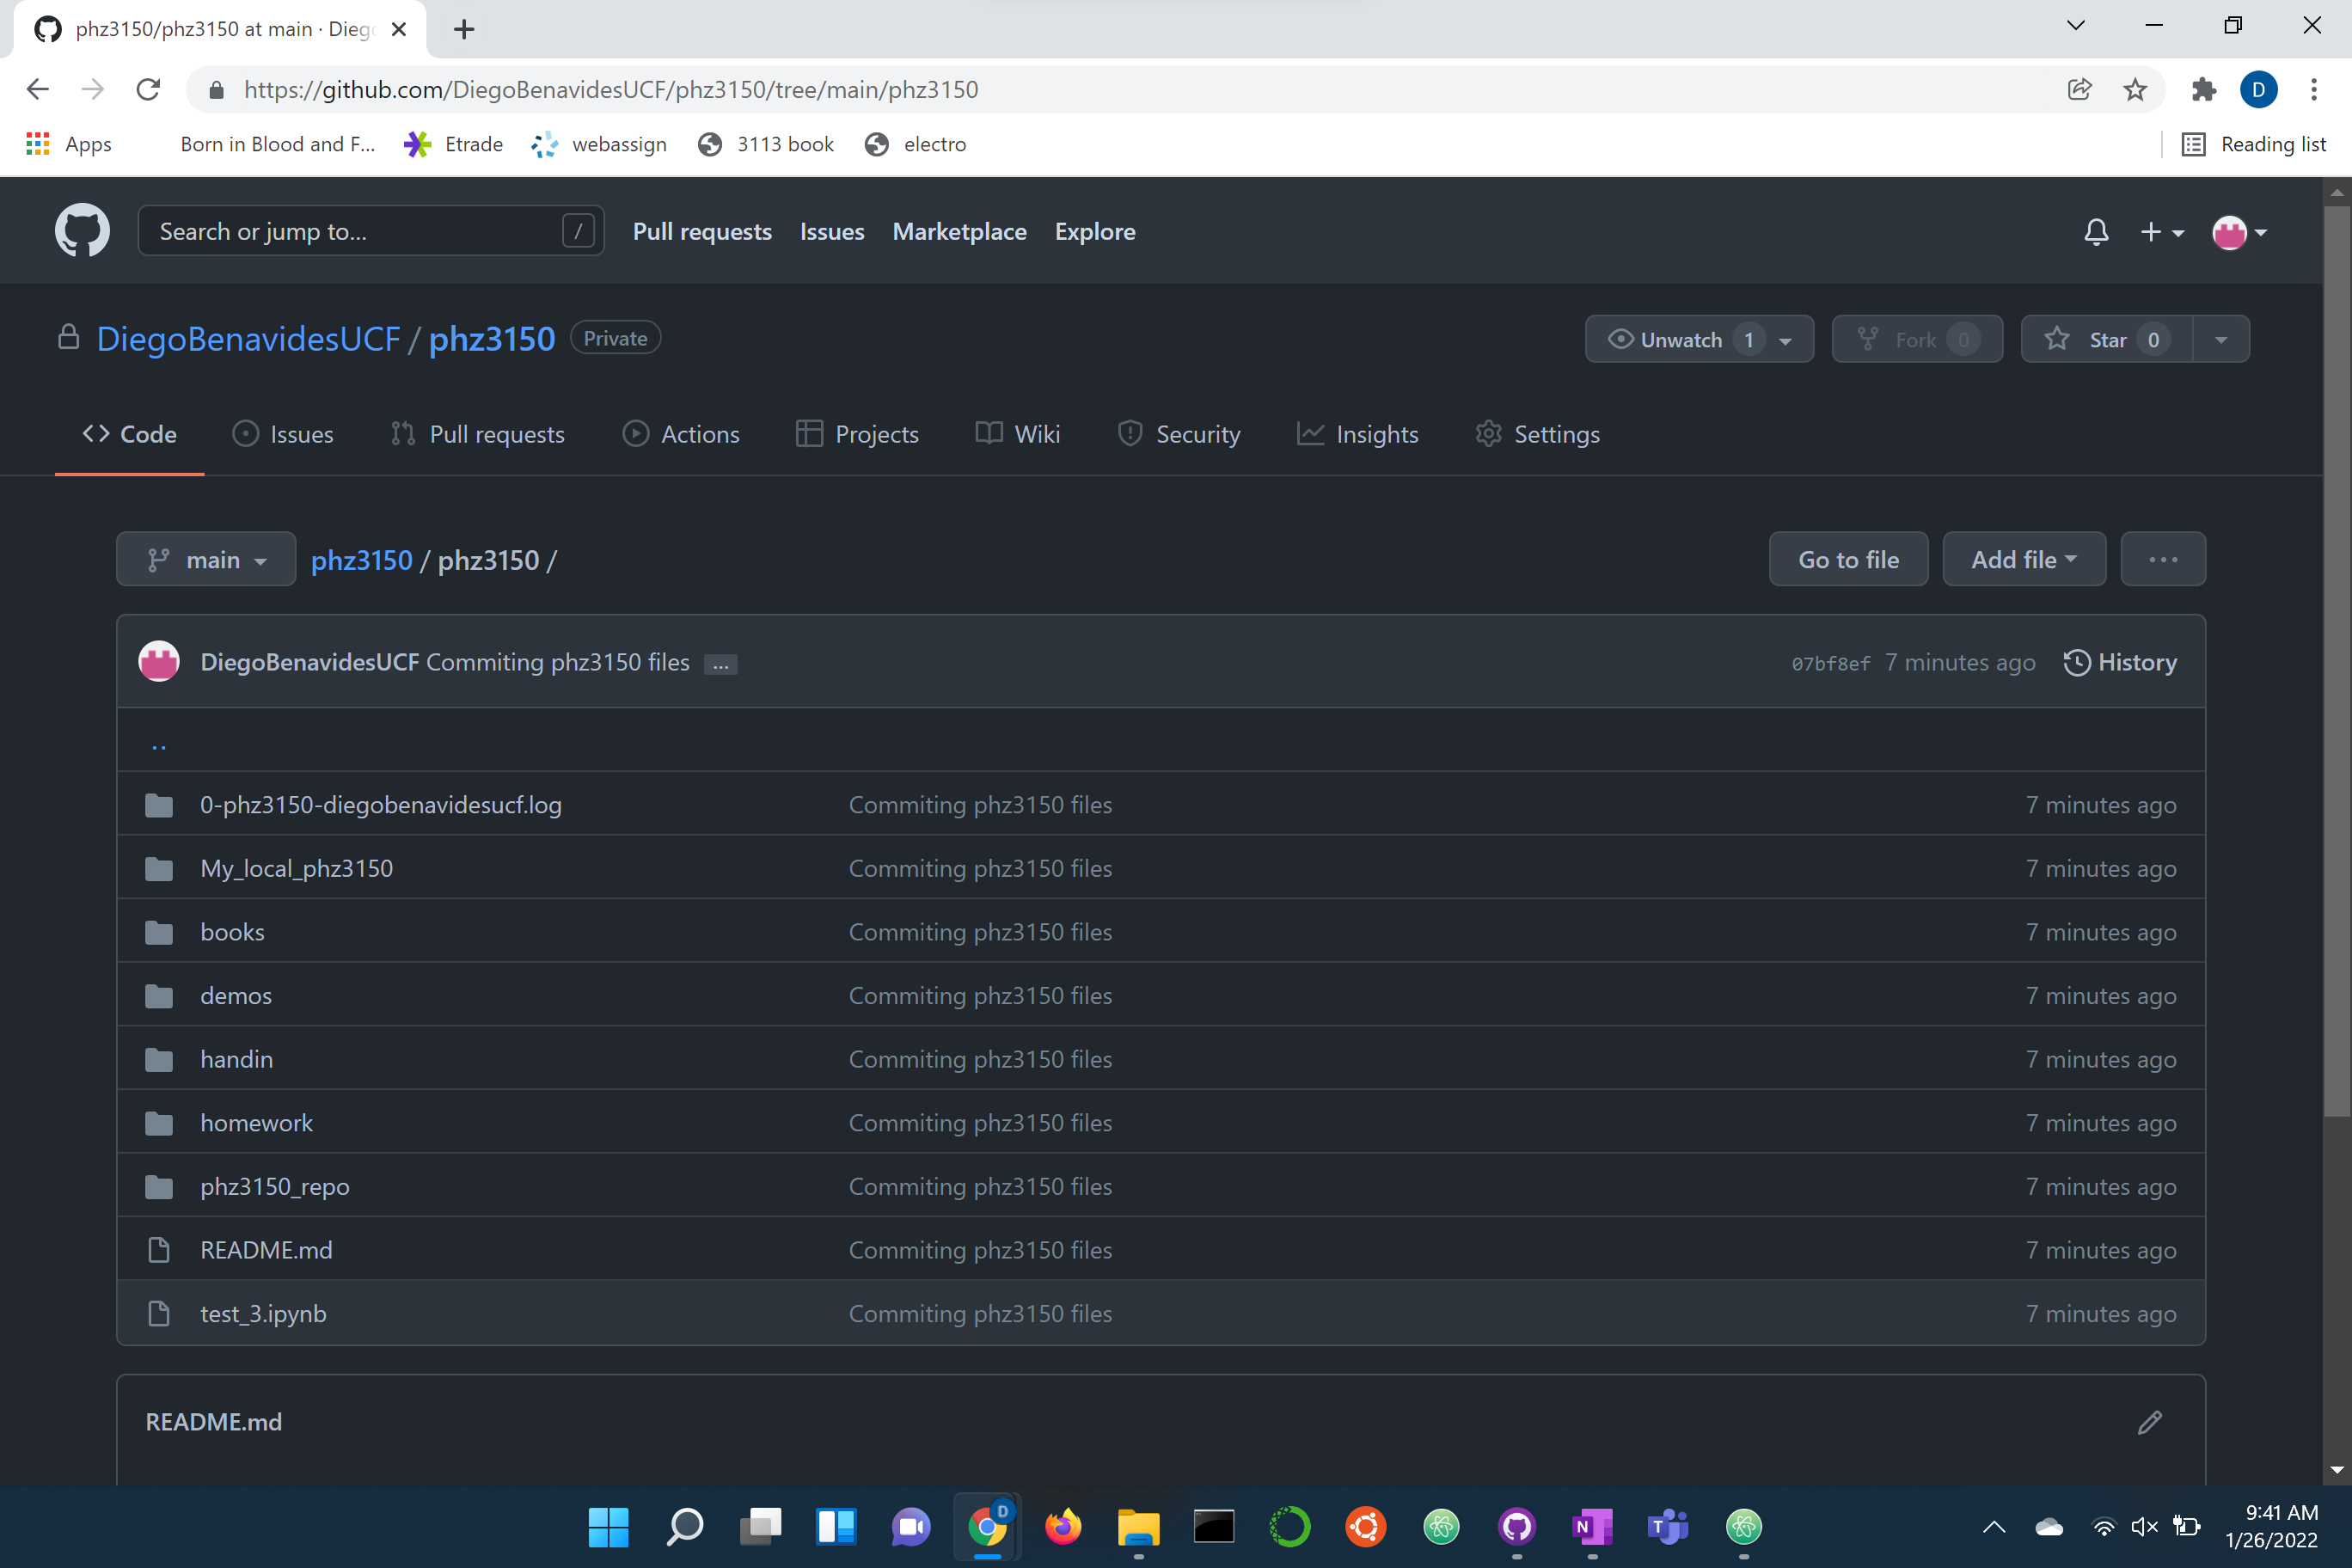 phz3150/phz3150 at main · Dieg
https://github.com/DiegoBenavidesUCF/phz3150/tree/main/phz3150
D
Apps
Born in Blood and F...
Etrade
webassign
3113 book
electro
Reading list
Search or jump to...
/
Pull requests
Issues
Marketplace
Explore
DiegoBenavidesUCF / phz3150
Private
Unwatch 1
Fork 0
Star 0
Code
Issues
Pull requests
Actions
Projects
Wiki
Security
Insights
Settings
main
phz3150 / phz3150 /
Go to file
Add file
...
DiegoBenavidesUCF Commiting phz3150 files ...
07bf8ef 7 minutes ago
History
..
0-phz3150-diegobenavidesucf.log Commiting phz3150 files 7 minutes ago
My_local_phz3150 Commiting phz3150 files 7 minutes ago
books Commiting phz3150 files 7 minutes ago
demos Commiting phz3150 files 7 minutes ago
handin Commiting phz3150 files 7 minutes ago
homework Commiting phz3150 files 7 minutes ago
phz3150_repo Commiting phz3150 files 7 minutes ago
README.md Commiting phz3150 files 7 minutes ago
test_3.ipynb Commiting phz3150 files 7 minutes ago
README.md
D
N
T
9:41 AM
1/26/2022